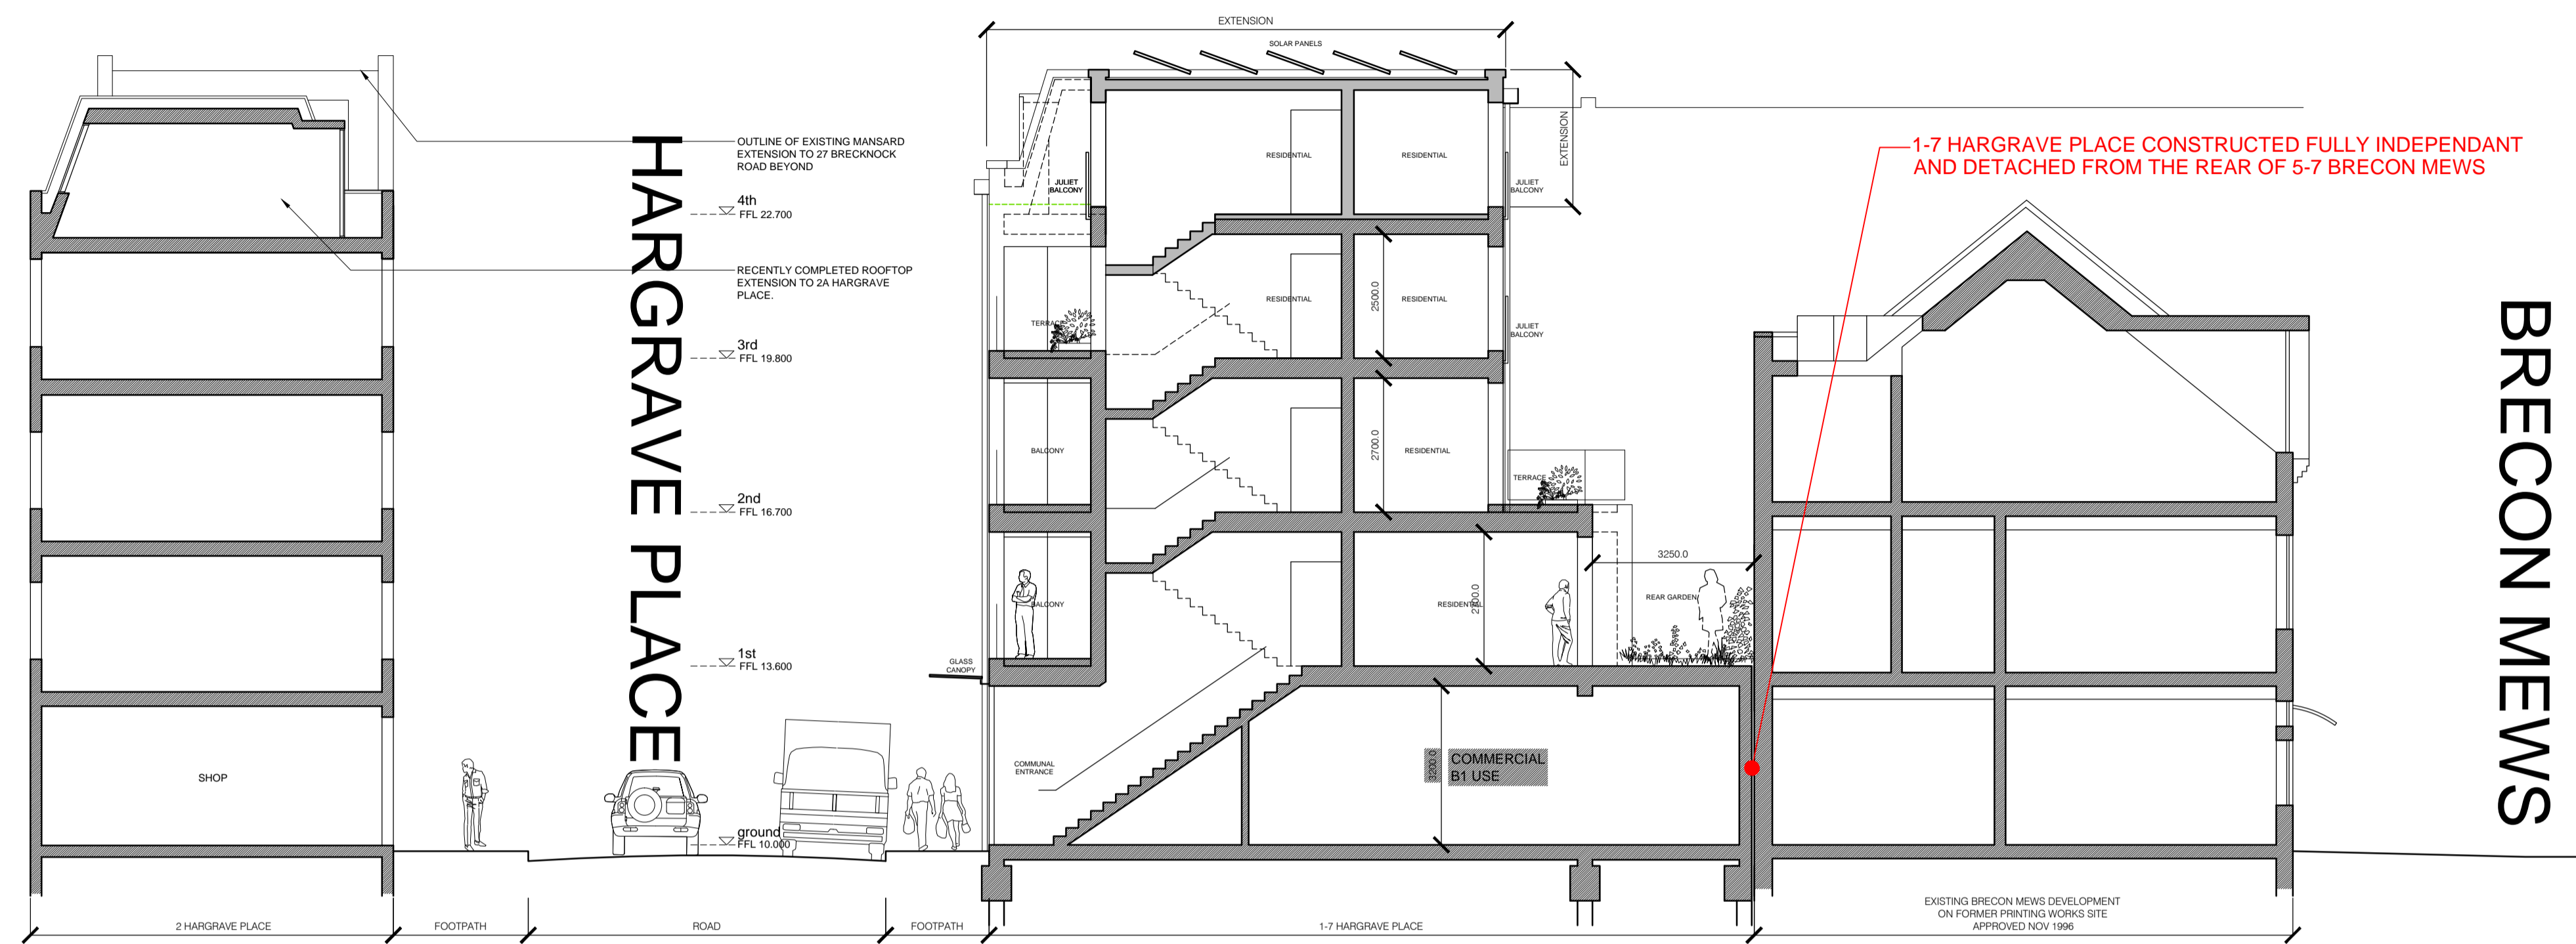 EXTENSION
SOLAR PANELS
OUTLINE OF EXISTING MANSARD
EXTENSION TO 27 BRECKNOCK
ROAD BEYOND
RECENTLY COMPLETED ROOFTOP
EXTENSION TO 2A HARGRAVE
PLACE.
HARGRAVE PLACE
4th
FFL 22.700
3rd
FFL 19.800
2nd
FFL 16.700
1st
FFL 13.600
ground
FFL 10.000
SHOP
JULIET
BALCONY
RESIDENTIAL
RESIDENTIAL
JULIET
BALCONY
EXTENSION
TERRACE
RESIDENTIAL
2500.0
RESIDENTIAL
JULIET
BALCONY
BALCONY
2700.0
RESIDENTIAL
TERRACE
BALCONY
RESIDENTIAL
3250.0
REAR GARDEN
GLASS
CANOPY
COMMUNAL
ENTRANCE
3200.0
COMMERCIAL
B1 USE
1-7 HARGRAVE PLACE CONSTRUCTED FULLY INDEPENDANT
AND DETACHED FROM THE REAR OF 5-7 BRECON MEWS
BRECON MEWS
2 HARGRAVE PLACE
FOOTPATH
ROAD
FOOTPATH
1-7 HARGRAVE PLACE
EXISTING BRECON MEWS DEVELOPMENT
ON FORMER PRINTING WORKS SITE
APPROVED NOV 1996